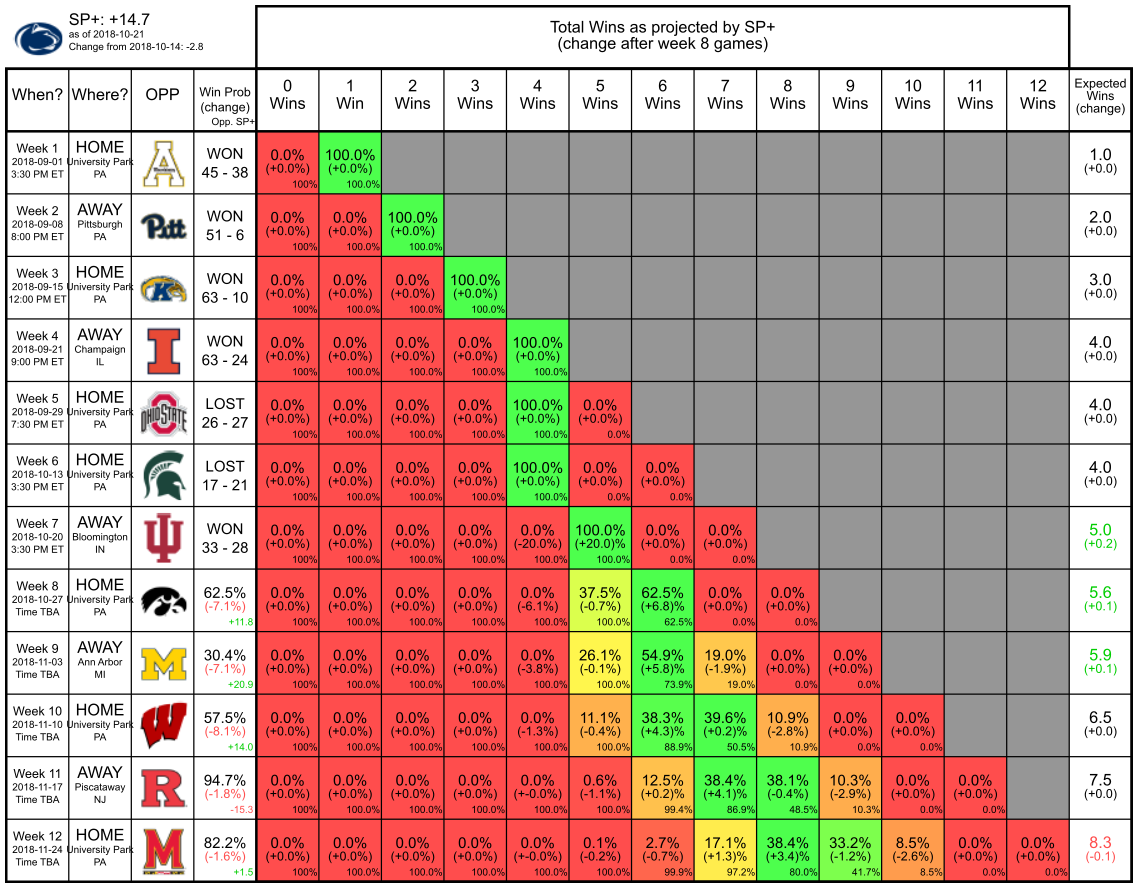 SP+: +14.7
as of 2018-10-21
Change from 2018-10-14: -2.8
Total Wins as projected by SP+
(change after week 8 games)
When? Where? OPP Win Prob (change) Opp. SP+ 0 Wins 1 Win 2 Wins 3 Wins 4 Wins 5 Wins 6 Wins 7 Wins 8 Wins 9 Wins 10 Wins 11 Wins 12 Wins Expected Wins (change)
Week 1 HOME WON 0.0% 100.0% 1.0
2018-09-01 University Park A 45 - 38 (+0.0%) (+0.0%) (+0.0)
3:30 PM ET PA 100% 100.0%
Week 2 AWAY WON 0.0% 0.0% 100.0% 2.0
2018-09-08 Pittsburgh Pitt 51 - 6 (+0.0%) (+0.0%) (+0.0%) (+0.0)
8:00 PM ET PA 100% 100.0% 100.0%
Week 3 HOME WON 0.0% 0.0% 0.0% 100.0% 3.0
2018-09-15 University Park K 63 - 10 (+0.0%) (+0.0%) (+0.0%) (+0.0%) (+0.0)
12:00 PM ET PA 100% 100.0% 100.0% 100.0%
Week 4 AWAY WON 0.0% 0.0% 0.0% 0.0% 100.0% 4.0
2018-09-21 Champaign I 63 - 24 (+0.0%) (+0.0%) (+0.0%) (+0.0%) (+0.0%) (+0.0)
9:00 PM ET IL 100% 100.0% 100.0% 100.0% 100.0%
Week 5 HOME LOST 0.0% 0.0% 0.0% 0.0% 100.0% 0.0% 4.0
2018-09-29 University Park OHIO STATE 26 - 27 (+0.0%) (+0.0%) (+0.0%) (+0.0%) (+0.0%) (+0.0%) (+0.0)
7:30 PM ET PA 100% 100.0% 100.0% 100.0% 100.0% 0.0%
Week 6 HOME LOST 0.0% 0.0% 0.0% 0.0% 100.0% 0.0% 0.0% 4.0
2018-10-13 University Park 17 - 21 (+0.0%) (+0.0%) (+0.0%) (+0.0%) (+0.0%) (+0.0%) (+0.0%) (+0.0)
3:30 PM ET PA 100% 100.0% 100.0% 100.0% 100.0% 0.0% 0.0%
Week 7 AWAY WON 0.0% 0.0% 0.0% 0.0% 0.0% 100.0% 0.0% 0.0% 5.0
2018-10-20 Bloomington 33 - 28 (+0.0%) (+0.0%) (+0.0%) (+0.0%) (-20.0%) (+20.0)% (+0.0%) (+0.0%) (+0.2)
3:30 PM ET IN 100% 100.0% 100.0% 100.0% 100.0% 100.0% 0.0% 0.0%
Week 8 HOME 62.5% 0.0% 0.0% 0.0% 0.0% 0.0% 37.5% 62.5% 0.0% 0.0% 5.6
2018-10-27 University Park (-7.1%) (+0.0%) (+0.0%) (+0.0%) (+0.0%) (-6.1%) (-0.7%) (+6.8)% (+0.0%) (+0.0%) (+0.1)
Time TBA PA +11.8 100% 100.0% 100.0% 100.0% 100.0% 100.0% 62.5% 0.0% 0.0%
Week 9 AWAY 30.4% 0.0% 0.0% 0.0% 0.0% 0.0% 26.1% 54.9% 19.0% 0.0% 0.0% 5.9
2018-11-03 Ann Arbor M (-7.1%) (+0.0%) (+0.0%) (+0.0%) (+0.0%) (-3.8%) (-0.1%) (+5.8)% (-1.9%) (+0.0%) (+0.0%) (+0.1)
Time TBA MI +20.9 100% 100.0% 100.0% 100.0% 100.0% 100.0% 73.9% 19.0% 0.0% 0.0%
Week 10 HOME 57.5% 0.0% 0.0% 0.0% 0.0% 0.0% 11.1% 38.3% 39.6% 10.9% 0.0% 0.0% 6.5
2018-11-10 University Park W (-8.1%) (+0.0%) (+0.0%) (+0.0%) (+0.0%) (-1.3%) (-0.4%) (+4.3)% (+0.2)% (-2.8%) (+0.0%) (+0.0%) (+0.0)
Time TBA PA +14.0 100% 100.0% 100.0% 100.0% 100.0% 100.0% 88.9% 50.5% 10.9% 0.0% 0.0%
Week 11 AWAY 94.7% 0.0% 0.0% 0.0% 0.0% 0.0% 0.6% 12.5% 38.4% 38.1% 10.3% 0.0% 0.0% 7.5
2018-11-17 Piscataway R (-1.8%) (+0.0%) (+0.0%) (+0.0%) (+0.0%) (+-0.0%) (-1.1%) (+0.2)% (+4.1)% (-0.4%) (-2.9%) (+0.0%) (+0.0%) (+0.0)
Time TBA NJ -15.3 100% 100.0% 100.0% 100.0% 100.0% 100.0% 99.4% 86.9% 48.5% 10.3% 0.0% 0.0%
Week 12 HOME 82.2% 0.0% 0.0% 0.0% 0.0% 0.0% 0.1% 2.7% 17.1% 38.4% 33.2% 8.5% 0.0% 0.0% 8.3
2018-11-24 University Park M (-1.6%) (+0.0%) (+0.0%) (+0.0%) (+0.0%) (+-0.0%) (-0.2%) (-0.7%) (+1.3)% (+3.4)% (-1.2%) (-2.6%) (+0.0%) (+0.0%) (-0.1)
Time TBA PA +1.5 100% 100.0% 100.0% 100.0% 100.0% 100.0% 99.9% 97.2% 80.0% 41.7% 8.5% 0.0% 0.0%